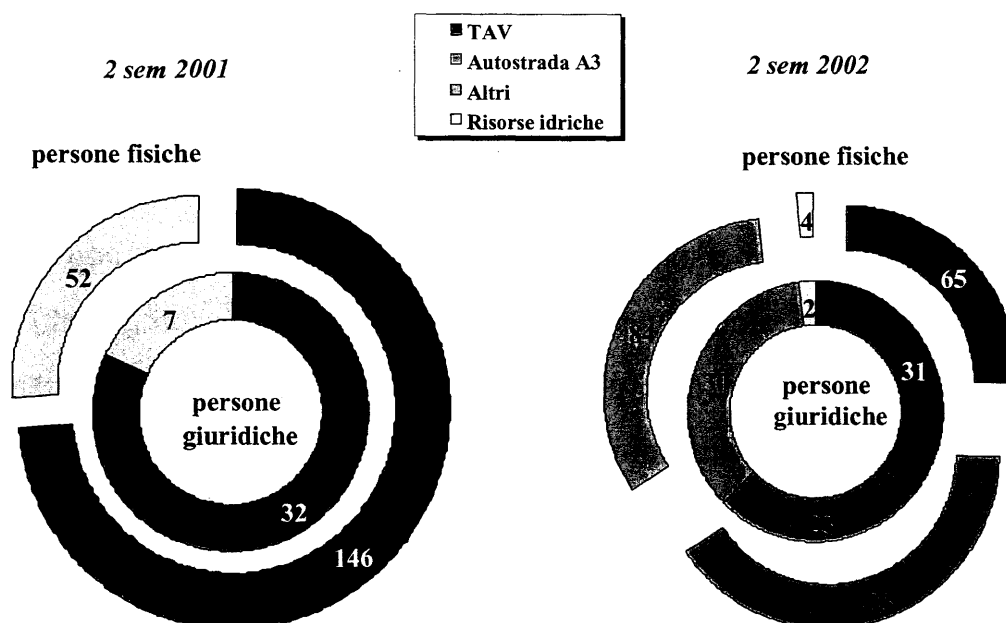 TAV
Autostrada A3
Altri
Risorse idriche
2 sem 2001
2 sem 2002
persone fisiche
persone fisiche
52
7
persone
giuridiche
32
146
4
65
2
31
persone
giuridiche